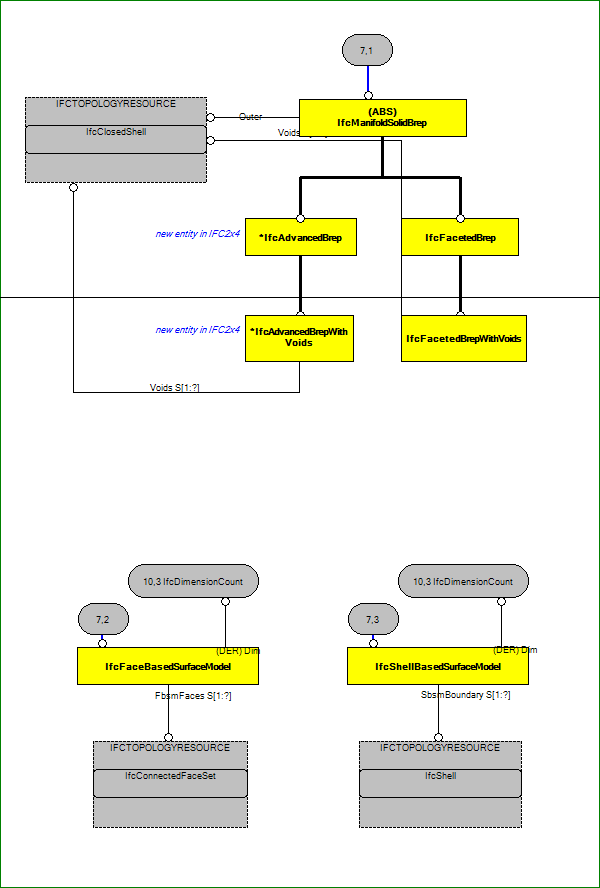 7,1
IFCTOPOLOGYRESOURCE
(ABS)
IfcManifoldSolidBrep
Outer
IfcClosedShell
Voids
new entity in IFC2x4
*IfcAdvancedBrep
IfcFacetedBrep
new entity in IFC2x4
*IfcAdvancedBrepWith
Voids
IfcFacetedBrepWithVoids
Voids S[1:?]
10,3 IfcDimensionCount
10,3 IfcDimensionCount
7,2
7,3
(DER) Dim
(DER) Dim
IfcFaceBasedSurfaceModel
IfcShellBasedSurfaceModel
FbsmFaces S[1:?]
SbsmBoundary S[1:?]
IFCTOPOLOGYRESOURCE
IFCTOPOLOGYRESOURCE
IfcConnectedFaceSet
IfcShell